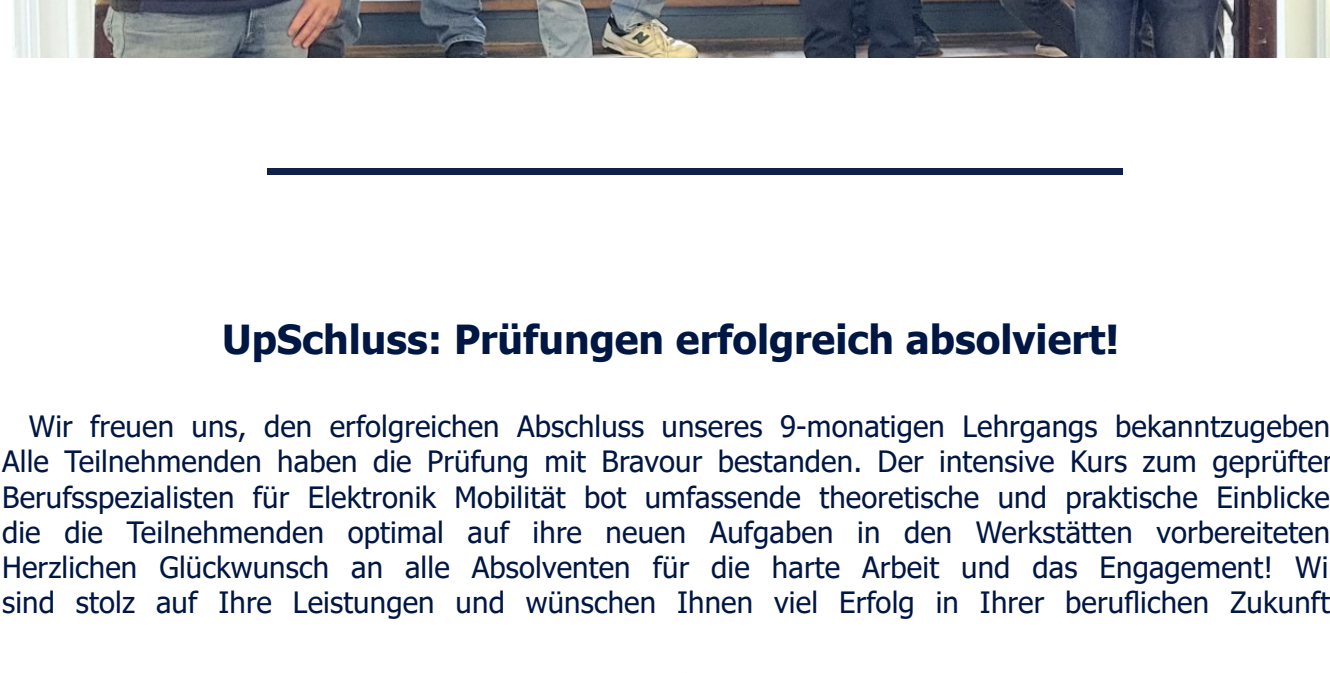 UpSchluss: Prüfungen erfolgreich absolviert!
Wir freuen uns, den erfolgreichen Abschluss unseres 9-monatigen Lehrgangs bekanntzugeben
Alle Teilnehmenden haben die Prüfung mit Bravour bestanden. Der intensive Kurs zum geprüften
Berufsspezialisten für Elektronik Mobilität bot umfassende theoretische und praktische Einblicke
die die Teilnehmenden optimal auf ihre neuen Aufgaben in den Werkstätten vorbereiteten
Herzlichen Glückwunsch an alle Absolventen für die harte Arbeit und das Engagement! Wi
sind stolz auf Ihre Leistungen und wünschen Ihnen viel Erfolg in Ihrer beruflichen Zukunft